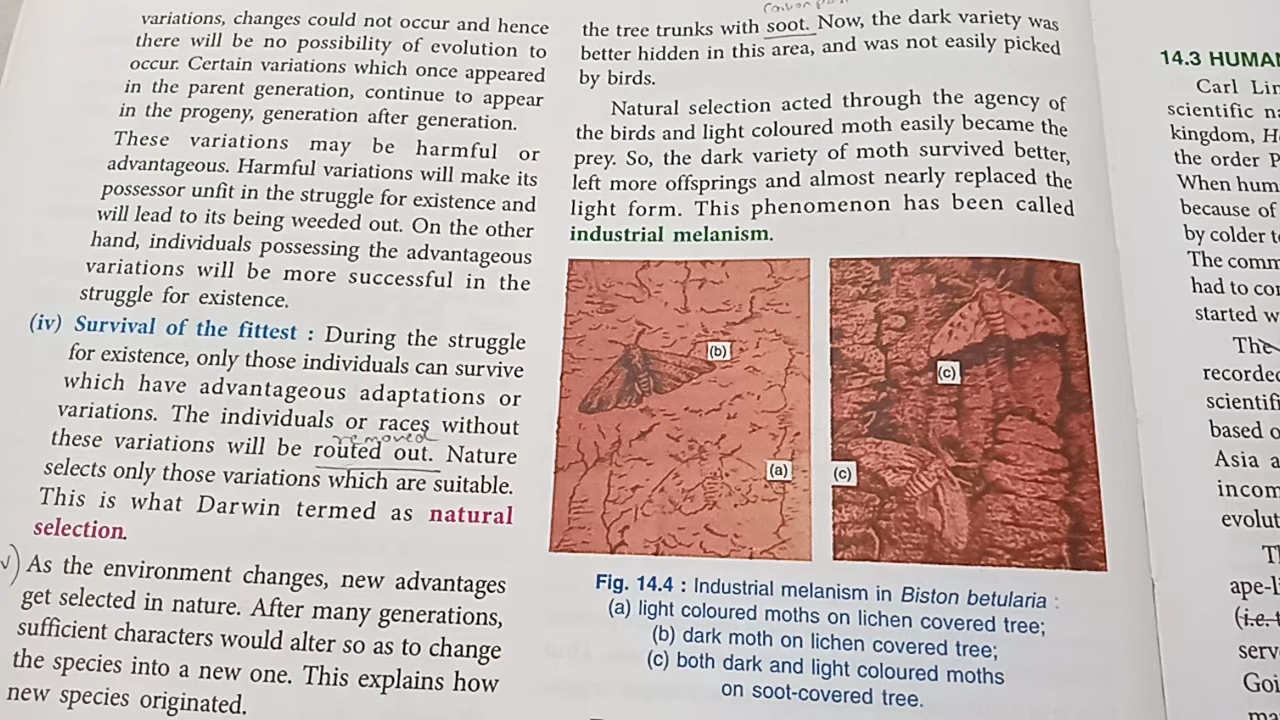 variations, changes could not occur and hence
there will be no possibility of evolution to
occur. Certain variations which once appeared
in the parent generation, continue to appear
in the progeny, generation after generation.
These variations may be harmful or
advantageous. Harmful variations will make its
possessor unfit in the struggle for existence and
will lead to its being weeded out. On the other
hand, individuals possessing the advantageous
variations will be more successful in the
struggle for existence.
(iv) Survival of the fittest : During the struggle
for existence, only those individuals can survive
which have advantageous adaptations or
variations. The individuals or races without
removed
these variations will be routed out. Nature
selects only those variations which are suitable.
This is what Darwin termed as natural
selection.
v) As the environment changes, new advantages
get selected in nature. After many generations,
sufficient characters would alter so as to change
the species into a new one. This explains how
new species originated.
Carbon
the tree trunks with soot. Now, the dark variety was
better hidden in this area, and was not easily picked
by birds.
Natural selection acted through the agency of
the birds and light coloured moth easily became the
prey. So, the dark variety of moth survived better,
left more offsprings and almost nearly replaced the
light form. This phenomenon has been called
industrial melanism.
(b)
(a)
(c)
(c)
Fig. 14.4 : Industrial melanism in Biston betularia :
(a) light coloured moths on lichen covered tree;
(b) dark moth on lichen covered tree;
(c) both dark and light coloured moths
on soot-covered tree.
14.3 HUMA
Carl Lin
scientific n
kingdom, H
the order P
When hum
because of
by colder t
The comm
had to co
started w
The
recorde
scientifi
based o
Asia a
incom
evolut
T
ape-l
(i.e.
serv
Goi
ma